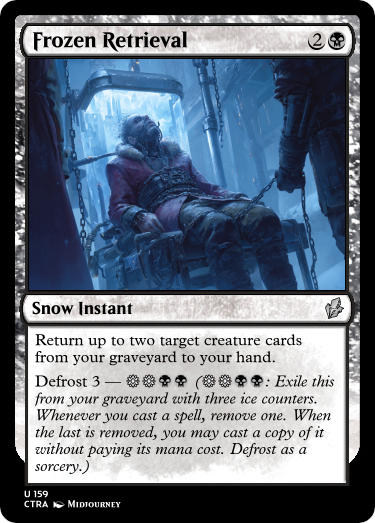 Frozen Retrieval 2
Snow Instant
Return up to two target creature cards
from your graveyard to your hand.
Defrost 3 — (: Exile this
from your graveyard with three ice counters.
Whenever you cast a spell, remove one. When
the last is removed, you may cast a copy of it
without paying its mana cost. Defrost as a
sorcery.)
U 159
CTRA Midjourney